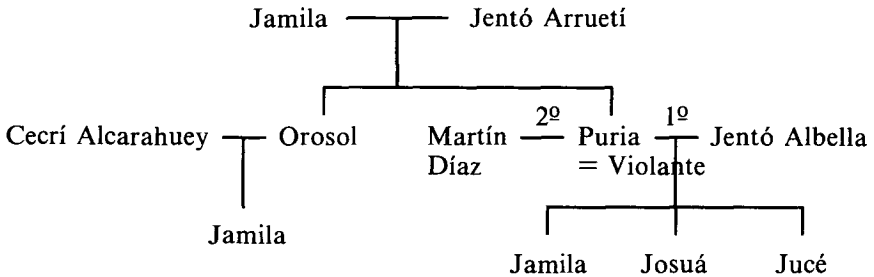 Jamila Jentó Arruetí
2º 1º
Cecrí Alcarahuey Orosol Martín Puria Jentó Albella
Díaz = Violante
Jamila
Jamila Josuá Jucé